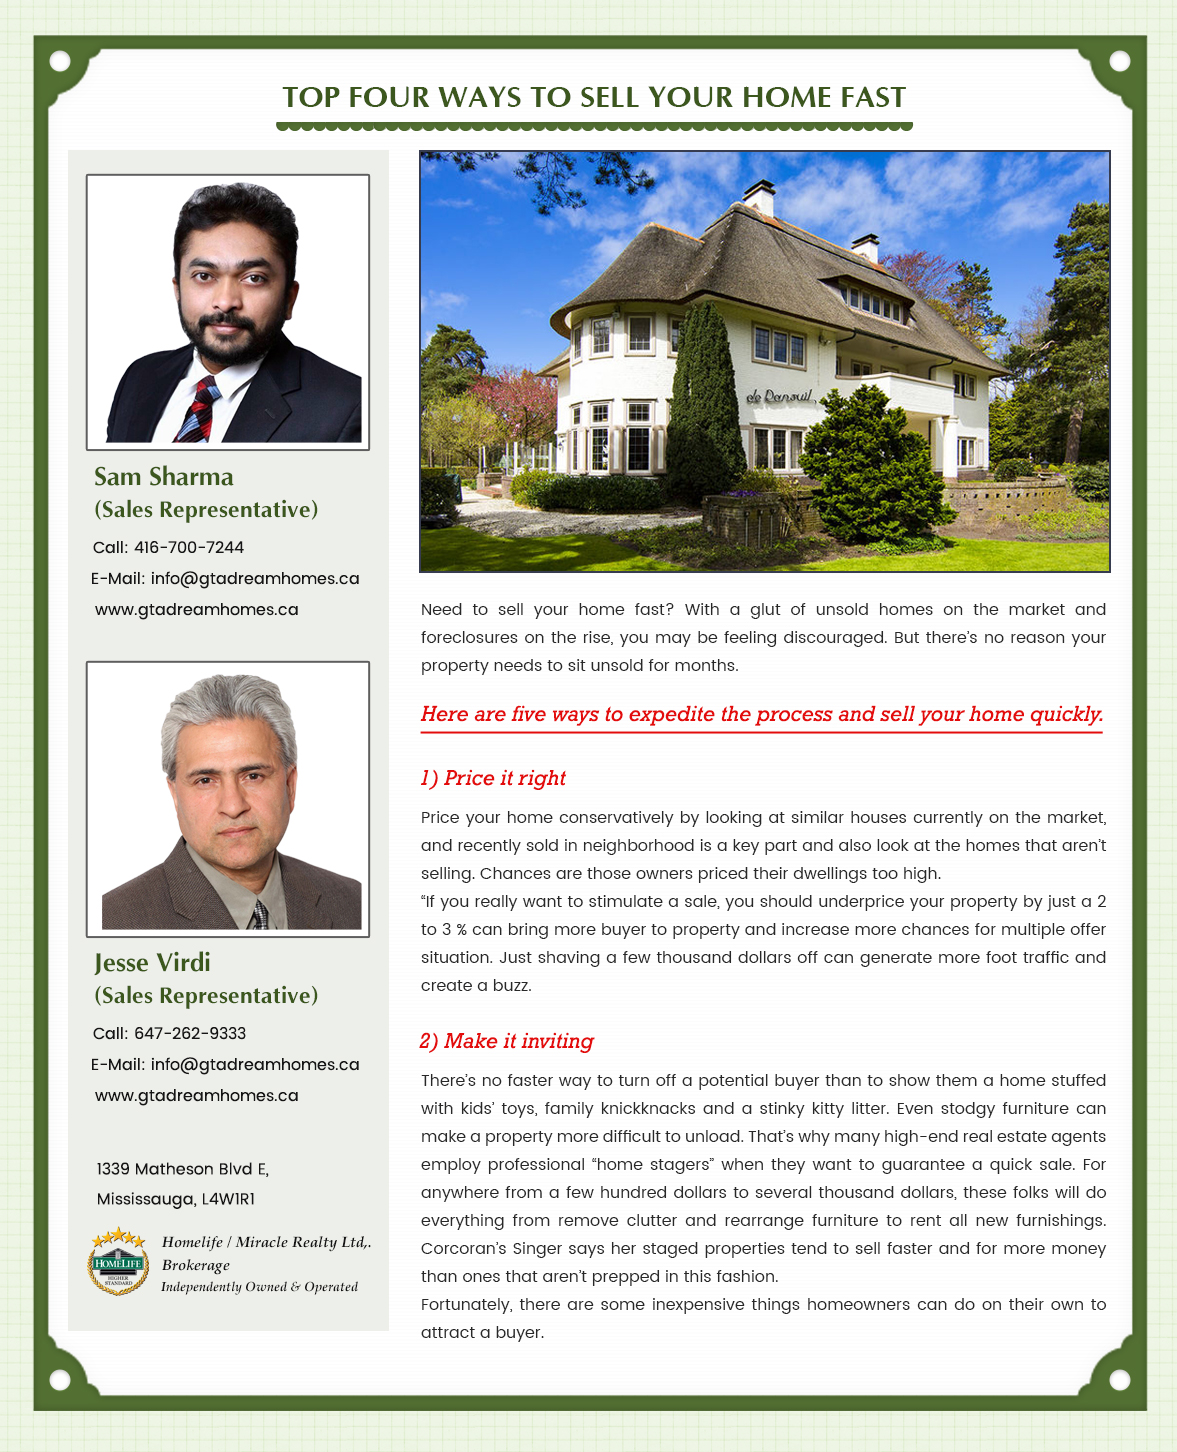 TOP FOUR WAYS TO SELL YOUR HOME FAST
Sam Sharma
(Sales Representative)
Call: 416-700-7244
E-Mail: info@gtadreamhomes.ca
www.gtadreamhomes.ca
Jesse Virdi
(Sales Representative)
Call: 647-262-9333
E-Mail: info@gtadreamhomes.ca
www.gtadreamhomes.ca
1339 Matheson Blvd E,
Mississauga, L4W1R1
HOMELIFE
HIGHER
STANDARD
Homelife / Miracle Realty Ltd,.
Brokerage
Independently Owned & Operated
Need to sell your home fast? With a glut of unsold homes on the market and
foreclosures on the rise, you may be feeling discouraged. But there's no reason your
property needs to sit unsold for months.
Here are five ways to expedite the process and sell your home quickly.
1) Price it right
Price your home conservatively by looking at similar houses currently on the market,
and recently sold in neighborhood is a key part and also look at the homes that aren't
selling. Chances are those owners priced their dwellings too high.
“If you really want to stimulate a sale, you should underprice your property by just a 2
to 3 % can bring more buyer to property and increase more chances for multiple offer
situation. Just shaving a few thousand dollars off can generate more foot traffic and
create a buzz.
2) Make it inviting
There's no faster way to turn off a potential buyer than to show them a home stuffed
with kids' toys, family knickknacks and a stinky kitty litter. Even stodgy furniture can
make a property more difficult to unload. That's why many high-end real estate agents
employ professional “home stagers” when they want to guarantee a quick sale. For
anywhere from a few hundred dollars to several thousand dollars, these folks will do
everything from remove clutter and rearrange furniture to rent all new furnishings.
Corcoran's Singer says her staged properties tend to sell faster and for more money
than ones that aren't prepped in this fashion.
Fortunately, there are some inexpensive things homeowners can do on their own to
attract a buyer.